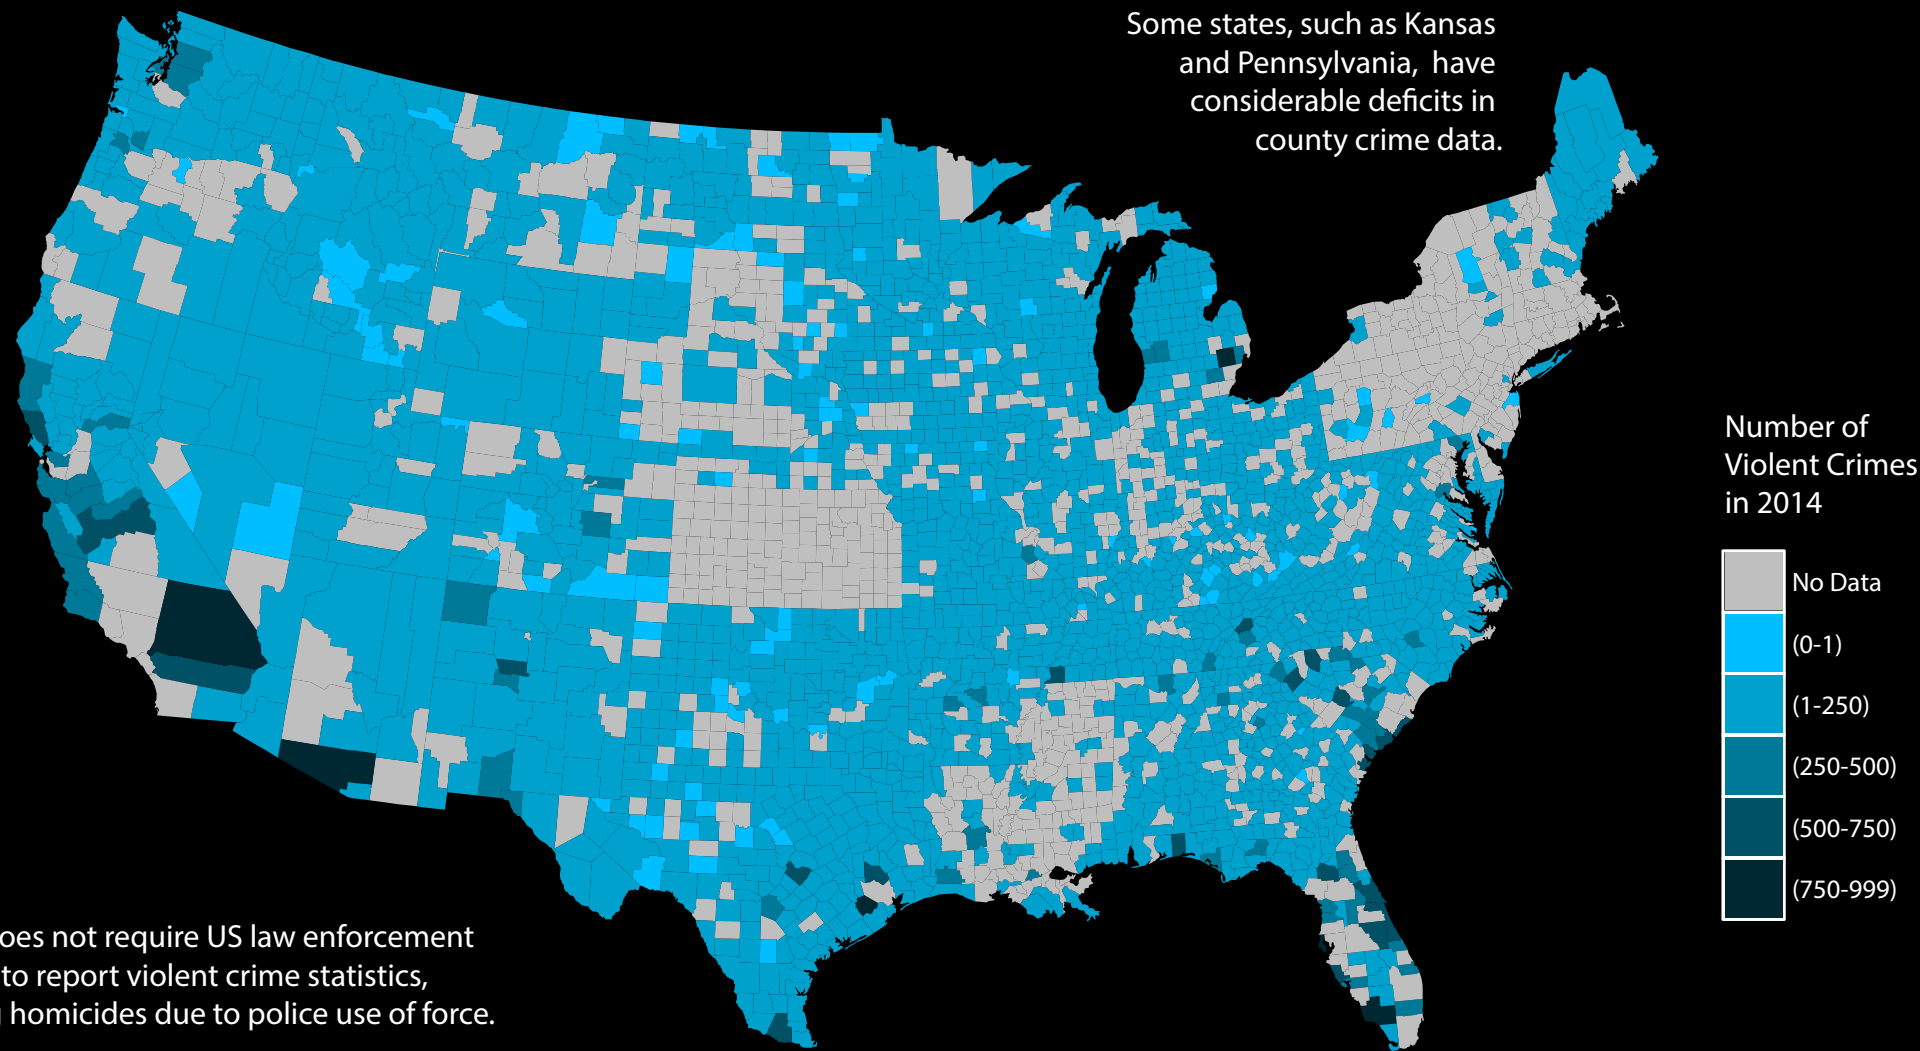 Some states, such as Kansas
and Pennsylvania, have
considerable deficits in
county crime data.
Number of
Violent Crimes
in 2014
No Data
(0-1)
(1-250)
(250-500)
(500-750)
(750-999)
oes not require US law enforcement
to report violent crime statistics,
homicides due to police use of force.